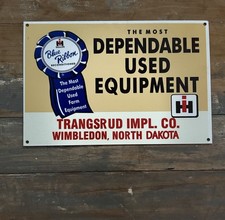 THE MOST
DEPENDABLE
USED
EQUIPMENT
Blue Ribbon
RECONDITIONED
The Most
Dependable
Used
Farm
Equipment
IH
TRANGSRUD IMPL. CO.
WIMBLEDON, NORTH DAKOTA